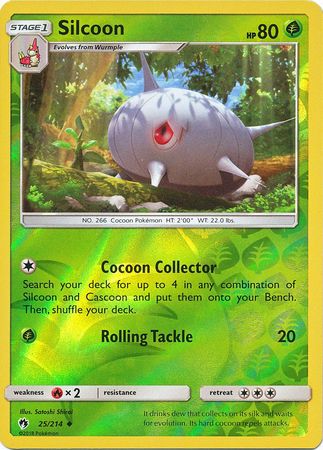 STAGE 1
Silcoon
HP 80
Evolves from Wurmple
NO. 266 Cocoon Pokémon HT: 2'00" WT: 22.0 lbs.
Cocoon Collector
Search your deck for up to 4 in any combination of
Silcoon and Cascoon and put them onto your Bench.
Then, shuffle your deck.
Rolling Tackle 20
weakness × 2 resistance retreat
Illus. Satoshi Shirai
25/214
©2018 Pokémon
It drinks dew that collects on its silk and waits
for evolution. Its hard cocoon repels attacks.